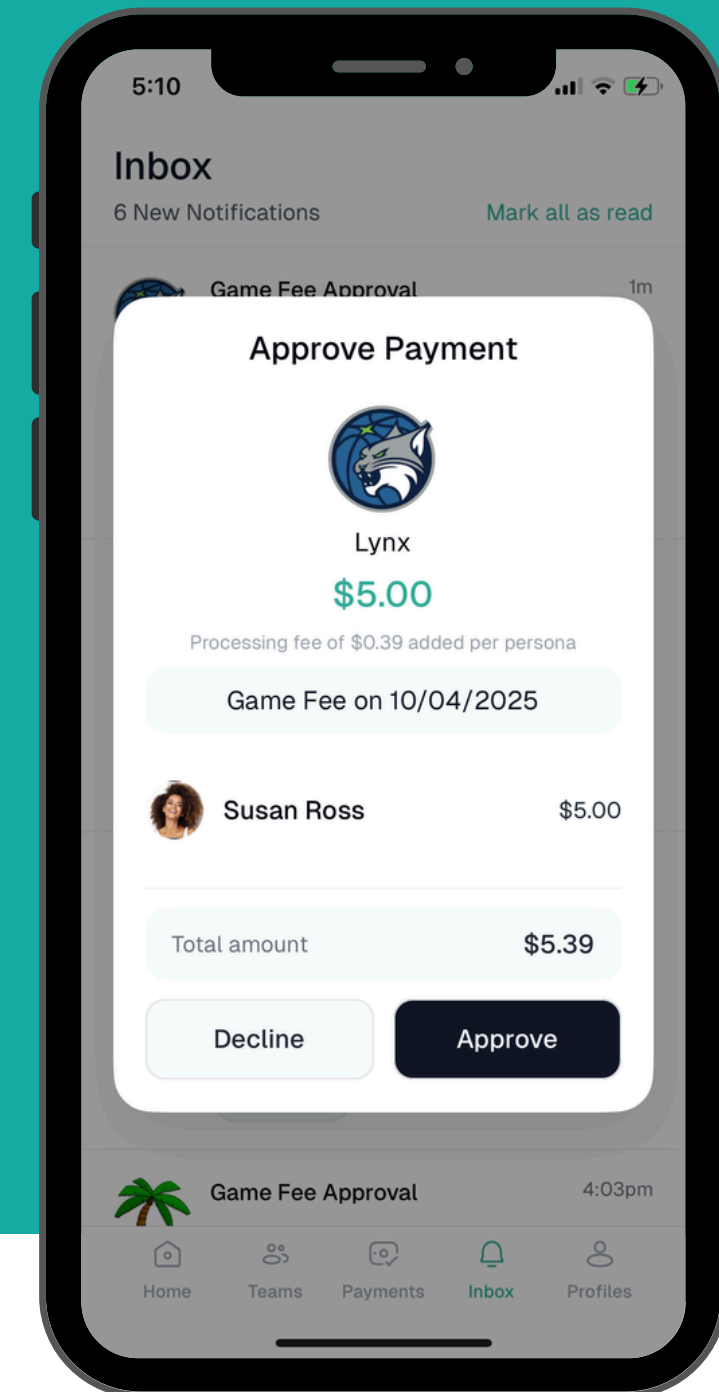 5:10
Inbox
6 New Notifications Mark all as read
Game Fee Approval 1m
Approve Payment
Lynx
$5.00
Processing fee of $0.39 added per persona
Game Fee on 10/04/2025
Susan Ross $5.00
Total amount $5.39
Decline Approve
Game Fee Approval 4:03pm
Home Teams Payments Inbox Profiles